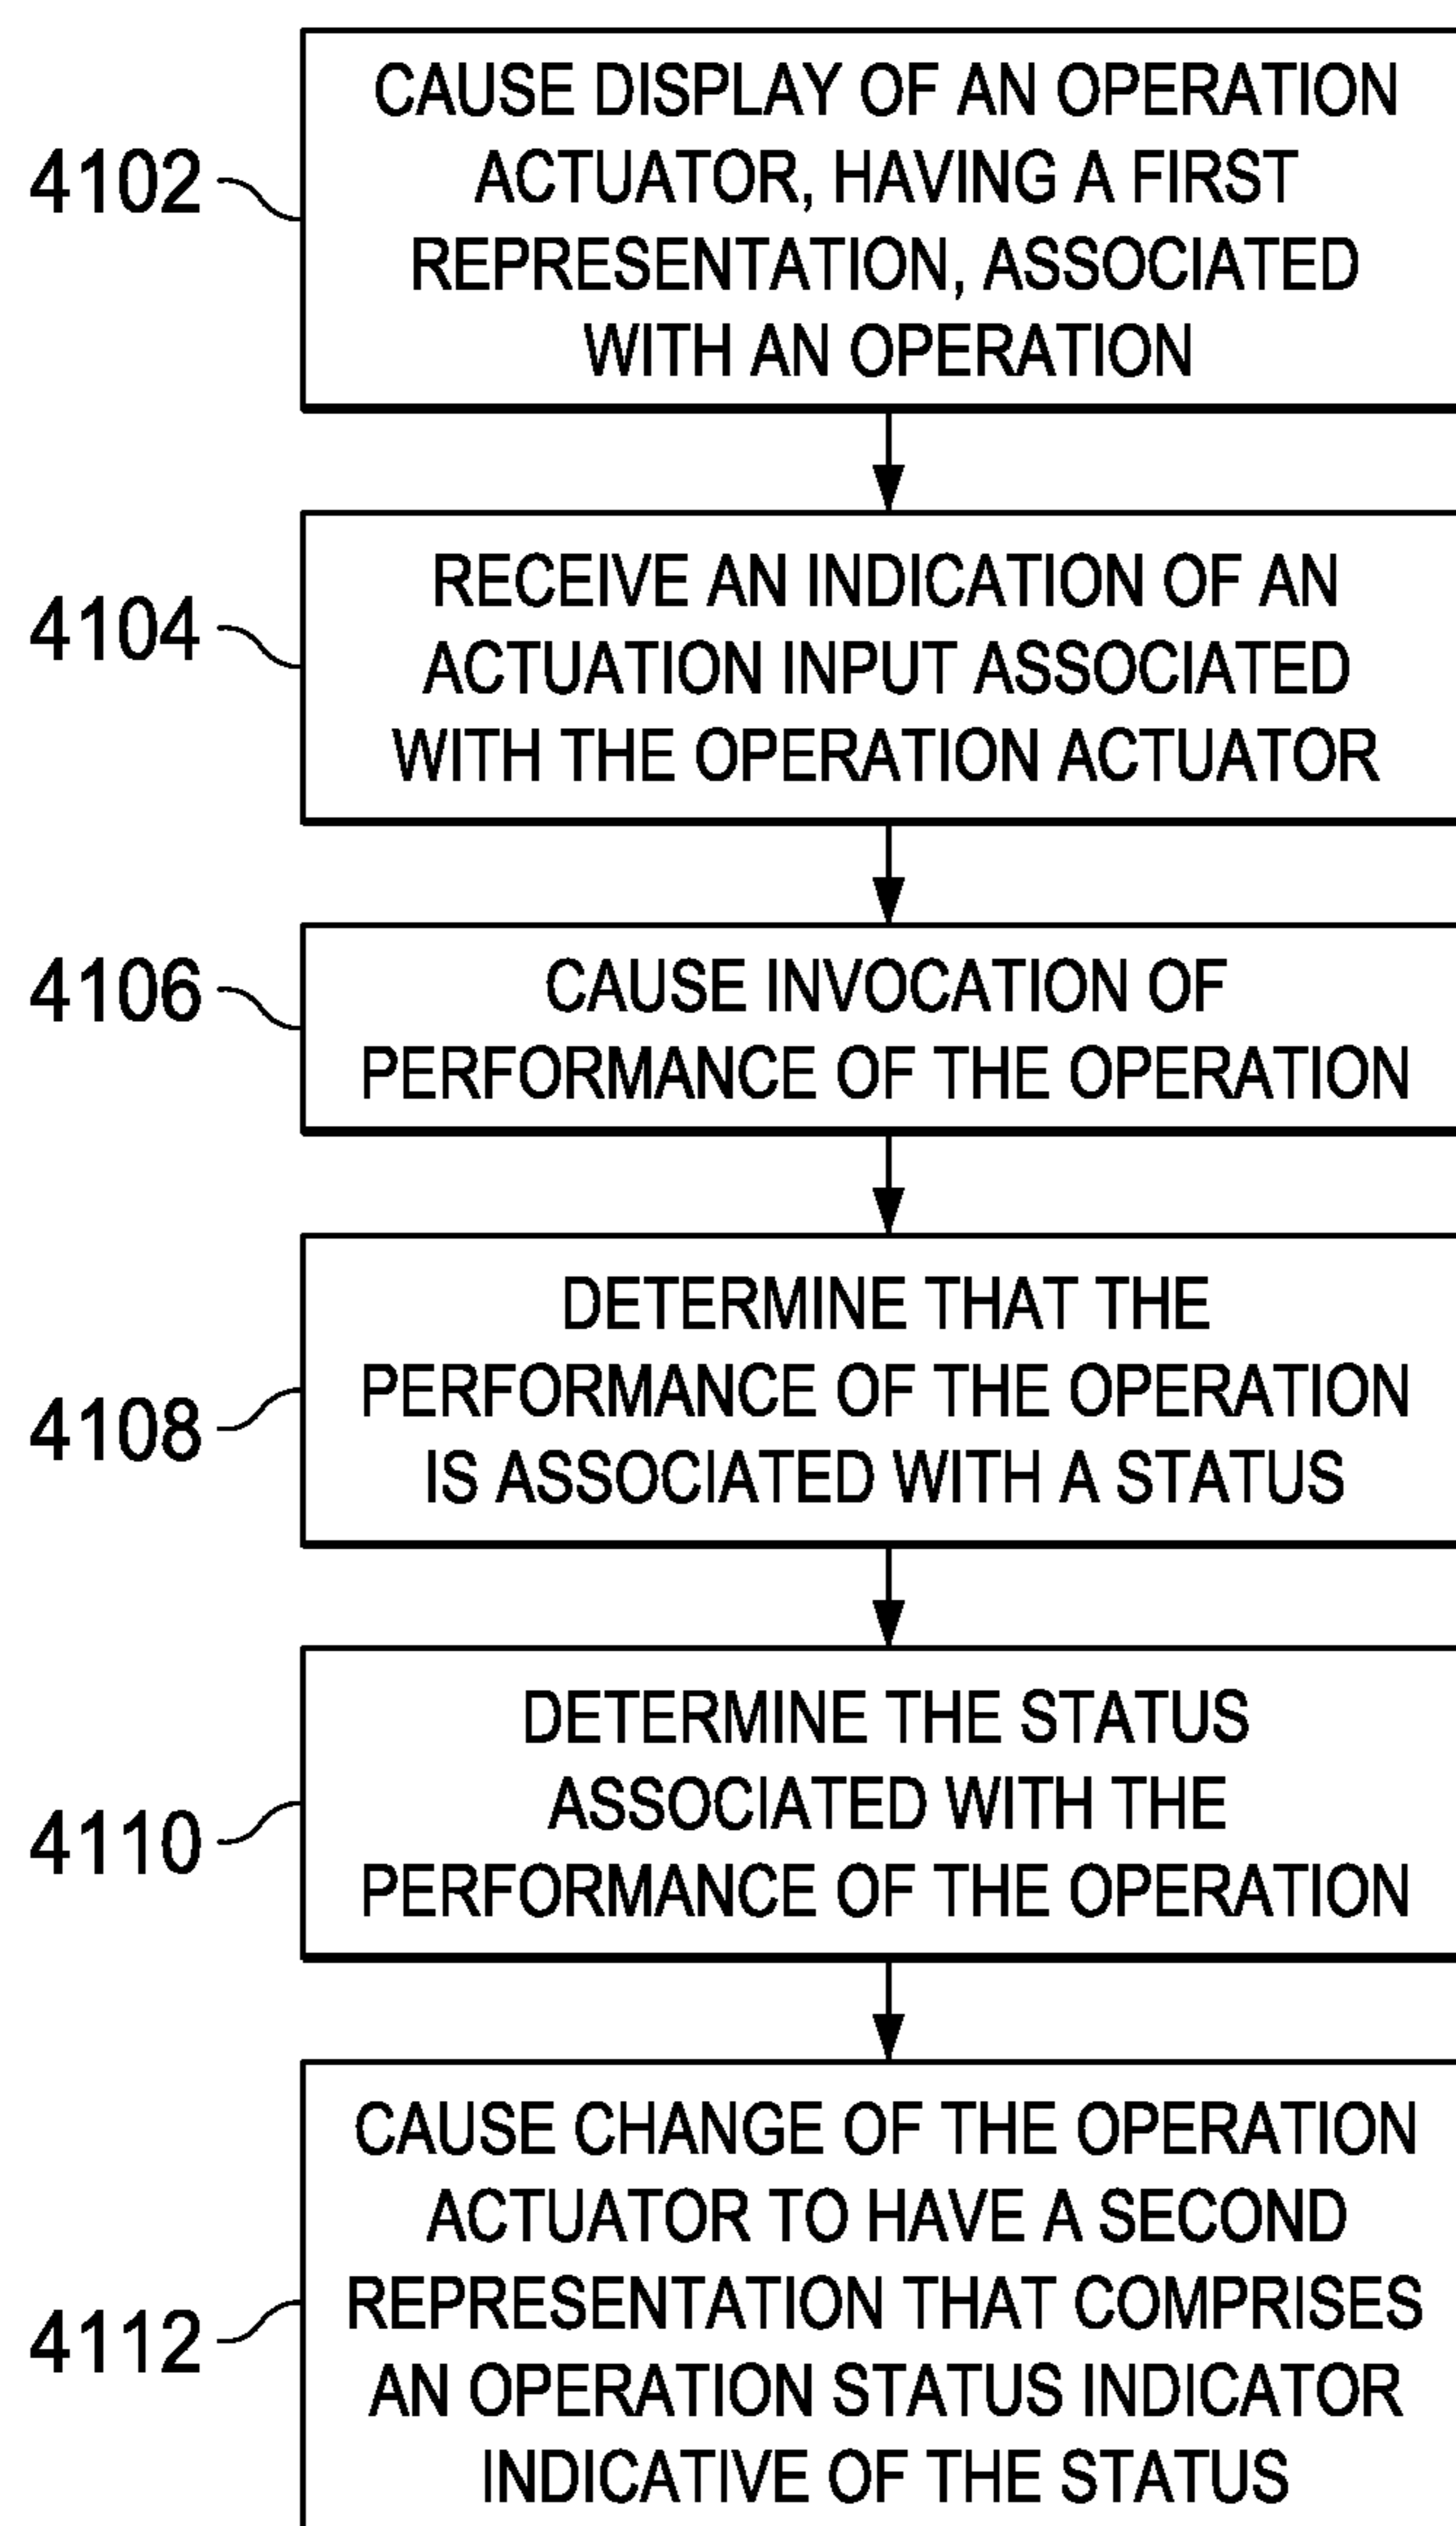 4102
CAUSE DISPLAY OF AN OPERATION
ACTUATOR, HAVING A FIRST
REPRESENTATION, ASSOCIATED
WITH AN OPERATION
4104
RECEIVE AN INDICATION OF AN
ACTUATION INPUT ASSOCIATED
WITH THE OPERATION ACTUATOR
4106
CAUSE INVOCATION OF
PERFORMANCE OF THE OPERATION
4108
DETERMINE THAT THE
PERFORMANCE OF THE OPERATION
IS ASSOCIATED WITH A STATUS
4110
DETERMINE THE STATUS
ASSOCIATED WITH THE
PERFORMANCE OF THE OPERATION
4112
CAUSE CHANGE OF THE OPERATION
ACTUATOR TO HAVE A SECOND
REPRESENTATION THAT COMPRISES
AN OPERATION STATUS INDICATOR
INDICATIVE OF THE STATUS